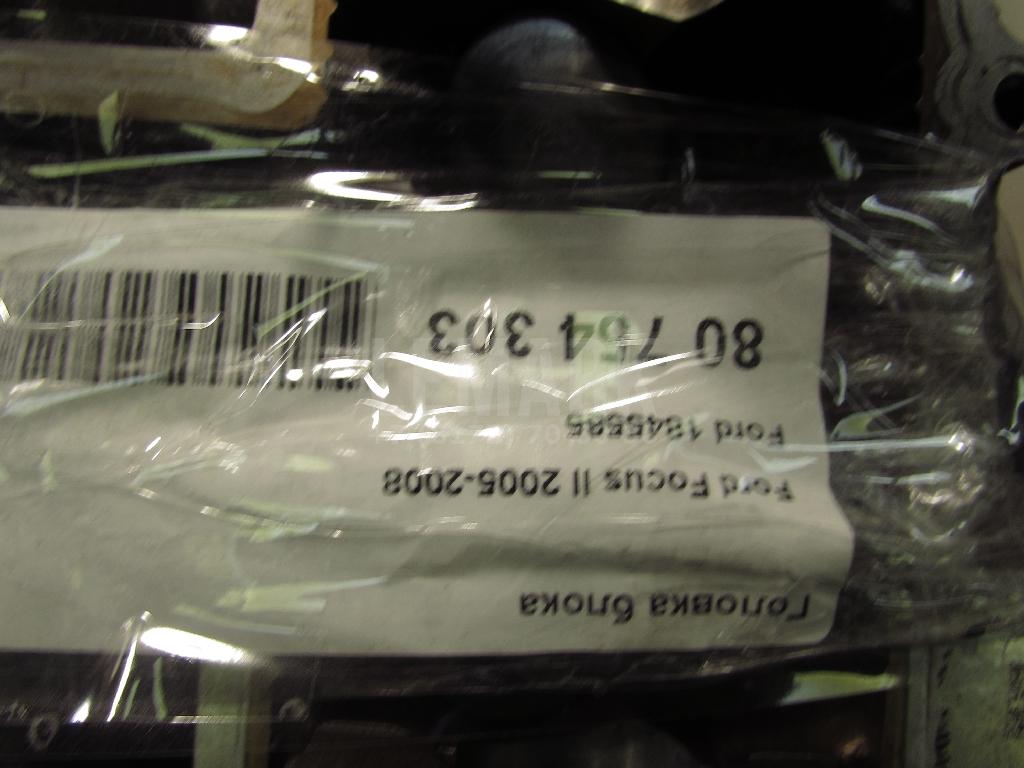 Головка блока
Ford Focus II 2005-2008
Ford 1845585
80 754 303